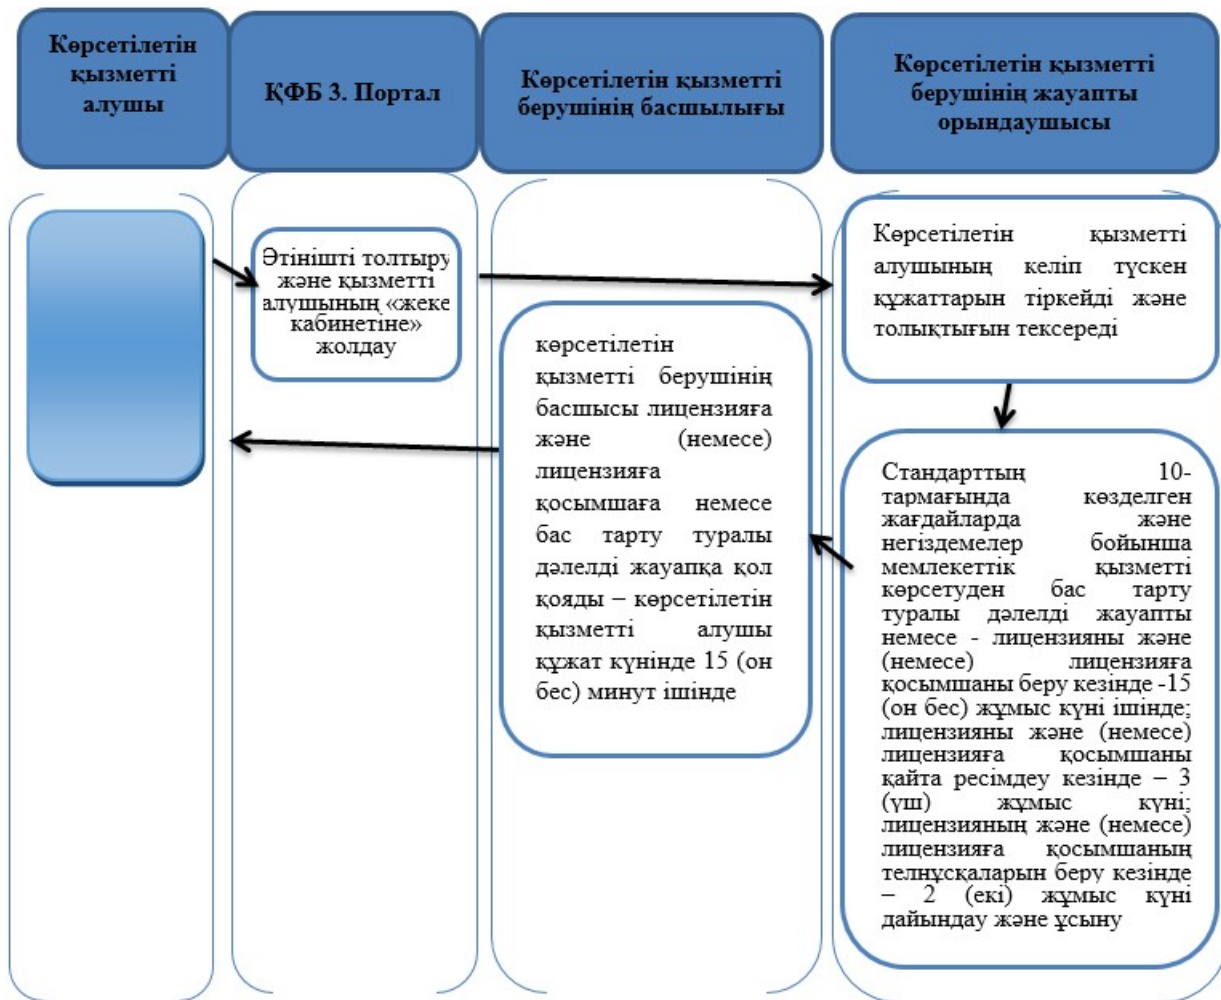 Көрсетілетін
қызметті
алушы
ҚФБ 3. Портал
Көрсетілетін қызметті
берушінің басшылығы
Көрсетілетін қызметті
берушінің жауапты
орындаушысы
Әтінішті толтыру
және қызметті
алушының «жеке
кабинетіне»
жолдау
көрсетілетін
қызметті берушінің
басшысы лицензияға
және (немесе)
лицензияға
қосымшаға немесе
бас тарту туралы
дәлелді жауапқа қол
қояды – көрсетілетін
қызметті алушы
құжат күнінде 15 (он
бес) минут ішінде
Көрсетілетін қызметті
алушының келіп түскен
құжаттарын тіркейді және
толықтығын тексереді
Стандарттың 10-
тармағында көзделген
жағдайларда және
негіздемелер бойынша
мемлекеттік қызметті
көрсетуден бас тарту
туралы дәлелді жауапты
немесе - лицензияны және
(немесе) лицензияға
қосымшаны беру кезінде -15
(он бес) жұмыс күні ішінде;
лицензияны және (немесе)
лицензияға қосымшаны
қайта ресімдеу кезінде – 3
(үш) жұмыс күні;
лицензияның және (немесе)
лицензияға қосымшаның
телнұсқаларын беру кезінде
– 2 (екі) жұмыс күні
дайындау және ұсыну